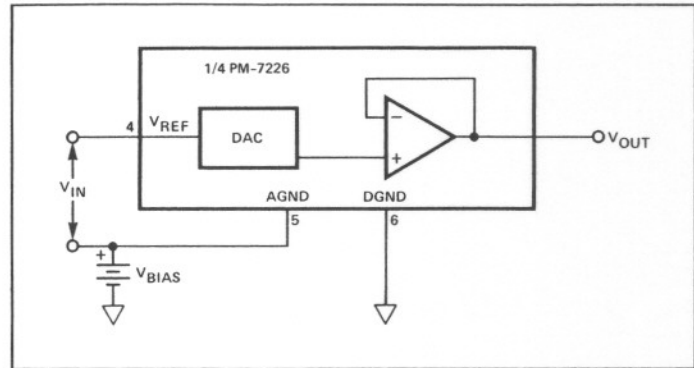 1/4 PM-7226
4
VREF
DAC
−
+
VOUT
VIN
AGND
DGND
5
6
+
VBIAS